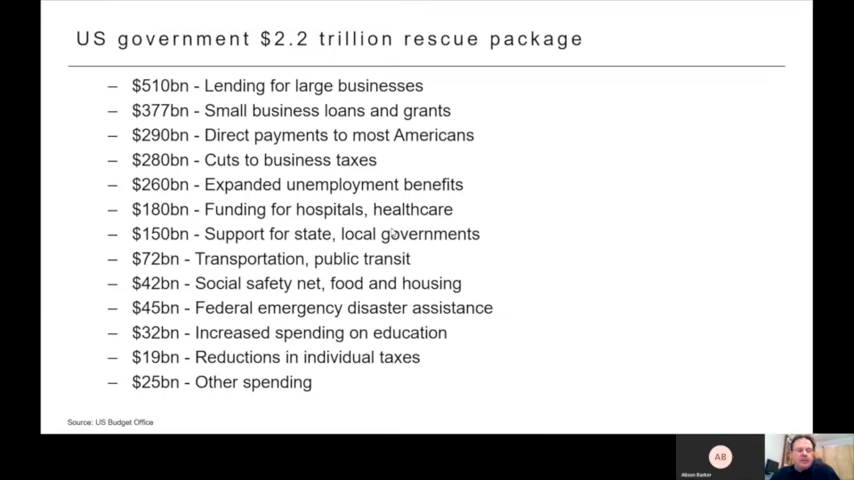 US government $2.2 trillion rescue package
– $510bn - Lending for large businesses
– $377bn - Small business loans and grants
– $290bn - Direct payments to most Americans
– $280bn - Cuts to business taxes
– $260bn - Expanded unemployment benefits
– $180bn - Funding for hospitals, healthcare
– $150bn - Support for state, local governments
– $72bn - Transportation, public transit
– $42bn - Social safety net, food and housing
– $45bn - Federal emergency disaster assistance
– $32bn - Increased spending on education
– $19bn - Reductions in individual taxes
– $25bn - Other spending
Source: US Budget Office
AB
Alison Barker